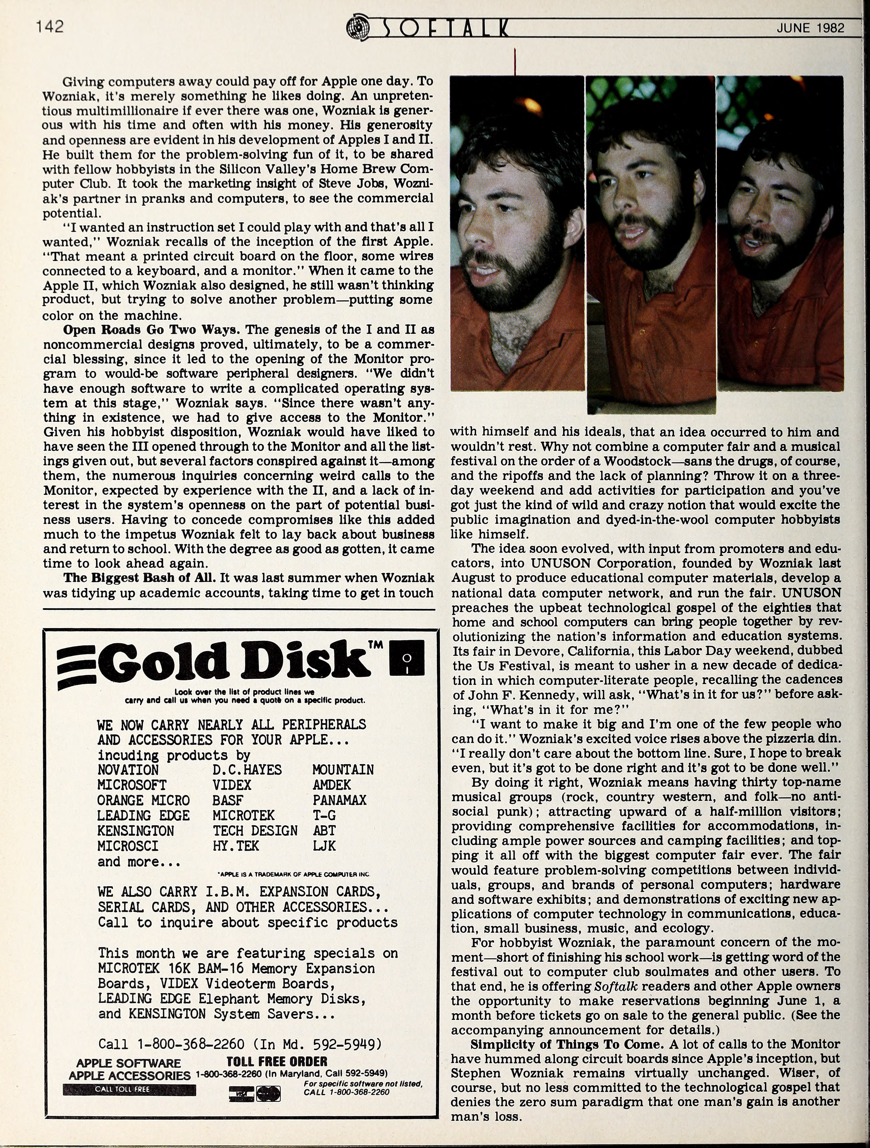 142
SOFTALK
JUNE 1982
Giving computers away could pay off for Apple one day. To
Wozniak, it's merely something he likes doing. An unpreten-
tious multimillionaire if ever there was one, Wozniak is gener-
ous with his time and often with his money. His generosity
and openness are evident in his development of Apples I and II.
He built them for the problem-solving fun of it, to be shared
with fellow hobbyists in the Silicon Valley's Home Brew Com-
puter Club. It took the marketing insight of Steve Jobs, Wozni-
ak's partner in pranks and computers, to see the commercial
potential.
"I wanted an instruction set I could play with and that's all I
wanted," Wozniak recalls of the inception of the first Apple.
"That meant a printed circuit board on the floor, some wires
connected to a keyboard, and a monitor." When it came to the
Apple II, which Wozniak also designed, he still wasn't thinking
product, but trying to solve another problem—putting some
color on the machine.
Open Roads Go Two Ways. The genesis of the I and II as
noncommercial designs proved, ultimately, to be a commer-
cial blessing, since it led to the opening of the Monitor pro-
gram to would-be software peripheral designers. "We didn't
have enough software to write a complicated operating sys-
tem at this stage," Wozniak says. "Since there wasn't any-
thing in existence, we had to give access to the Monitor."
Given his hobbyist disposition, Wozniak would have liked to
have seen the III opened through to the Monitor and all the list-
ings given out, but several factors conspired against it—among
them, the numerous inquiries concerning weird calls to the
Monitor, expected by experience with the II, and a lack of in-
terest in the system's openness on the part of potential busi-
ness users. Having to concede compromises like this added
much to the impetus Wozniak felt to lay back about business
and return to school. With the degree as good as gotten, it came
time to look ahead again.
The Biggest Bash of All. It was last summer when Wozniak
was tidying up academic accounts, taking time to get in touch
with himself and his ideals, that an idea occurred to him and
wouldn't rest. Why not combine a computer fair and a musical
festival on the order of a Woodstock—sans the drugs, of course,
and the ripoffs and the lack of planning? Throw it on a three-
day weekend and add activities for participation and you've
got just the kind of wild and crazy notion that would excite the
public imagination and dyed-in-the-wool computer hobbyists
like himself.
The idea soon evolved, with input from promoters and edu-
cators, into UNUSON Corporation, founded by Wozniak last
August to produce educational computer materials, develop a
national data computer network, and run the fair. UNUSON
preaches the upbeat technological gospel of the eighties that
home and school computers can bring people together by rev-
olutionizing the nation's information and education systems.
Its fair in Devore, California, this Labor Day weekend, dubbed
the Us Festival, is meant to usher in a new decade of dedica-
tion in which computer-literate people, recalling the cadences
of John F. Kennedy, will ask, "What's in it for us?" before ask-
ing, "What's in it for me?"
"I want to make it big and I'm one of the few people who
can do it." Wozniak's excited voice rises above the pizzeria din.
"I really don't care about the bottom line. Sure, I hope to break
even, but it's got to be done right and it's got to be done well."
By doing it right, Wozniak means having thirty top-name
musical groups (rock, country western, and folk—no anti-
social punk); attracting upward of a half-million visitors;
providing comprehensive facilities for accommodations, in-
cluding ample power sources and camping facilities; and top-
ping it all off with the biggest computer fair ever. The fair
would feature problem-solving competitions between individ-
uals, groups, and brands of personal computers; hardware
and software exhibits; and demonstrations of exciting new ap-
plications of computer technology in communications, educa-
tion, small business, music, and ecology.
For hobbyist Wozniak, the paramount concern of the mo-
ment—short of finishing his school work—is getting word of the
festival out to computer club soulmates and other users. To
that end, he is offering Softalk readers and other Apple owners
the opportunity to make reservations beginning June 1, a
month before tickets go on sale to the general public. (See the
accompanying announcement for details.)
Simplicity of Things To Come. A lot of calls to the Monitor
have hummed along circuit boards since Apple's inception, but
Stephen Wozniak remains virtually unchanged. Wiser, of
course, but no less committed to the technological gospel that
denies the zero sum paradigm that one man's gain is another
man's loss.
Gold Disk™
Look over the list of product lines we
carry and call us when you need a quote on a specific product.
WE NOW CARRY NEARLY ALL PERIPHERALS
AND ACCESSORIES FOR YOUR APPLE...
incuding products by
NOVATION D.C.HAYES MOUNTAIN
MICROSOFT VIDEX AMDEK
ORANGE MICRO BASF PANAMAX
LEADING EDGE MICROTEK T-G
KENSINGTON TECH DESIGN ABT
MICROSCI HY.TEK LJK
and more...
*APPLE IS A TRADEMARK OF APPLE COMPUTER INC.
WE ALSO CARRY I.B.M. EXPANSION CARDS,
SERIAL CARDS, AND OTHER ACCESSORIES...
Call to inquire about specific products
This month we are featuring specials on
MICROTEK 16K BAM-16 Memory Expansion
Boards, VIDEX Videoterm Boards,
LEADING EDGE Elephant Memory Disks,
and KENSINGTON System Savers...
Call 1-800-368-2260 (In Md. 592-5949)
APPLE SOFTWARE TOLL FREE ORDER
APPLE ACCESSORIES 1-800-368-2260 (In Maryland, Call 592-5949)
CALL TOLL FREE
VISA
For specific software not listed,
CALL 1-800-368-2260